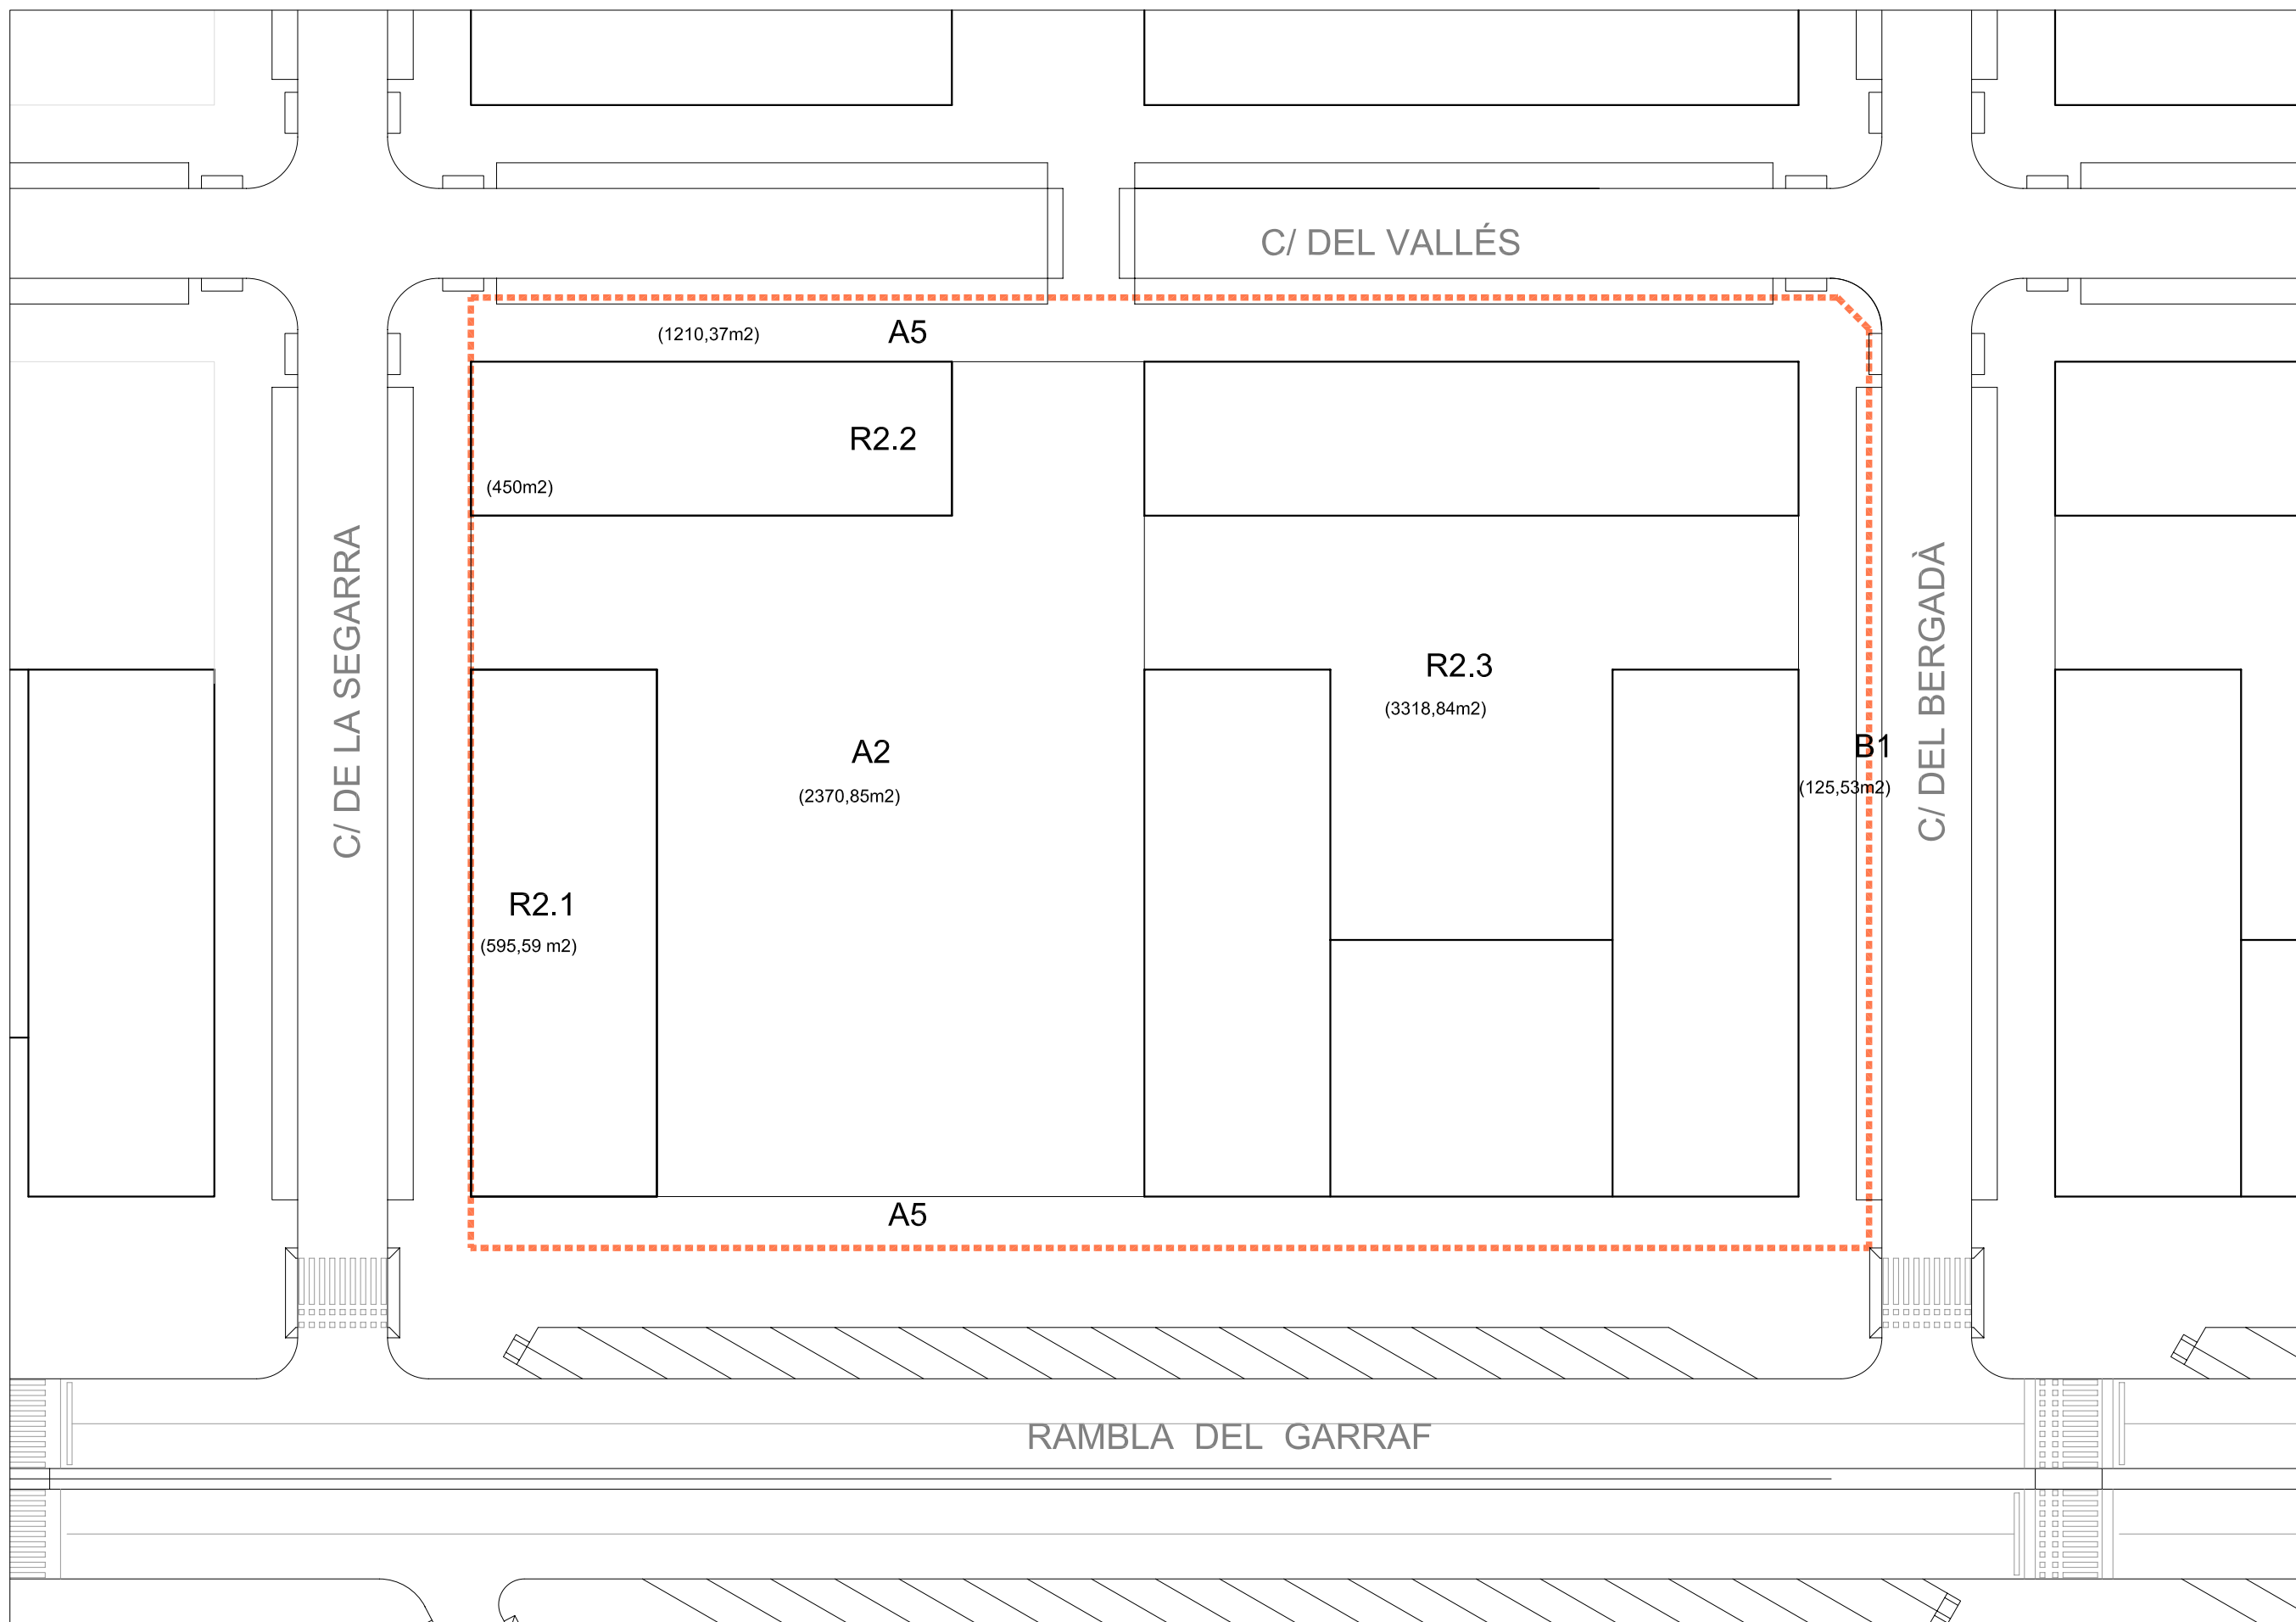 C/ DEL VALLÉS
(1210,37m2)
A5
R2.2
(450m2)
C/ DE LA SEGARRA
R2.3
(3318,84m2)
A2
(2370,85m2)
B1
(125,53m2)
C/ DEL BERGADÀ
R2.1
(595,59 m2)
A5
RAMBLA DEL GARRAF